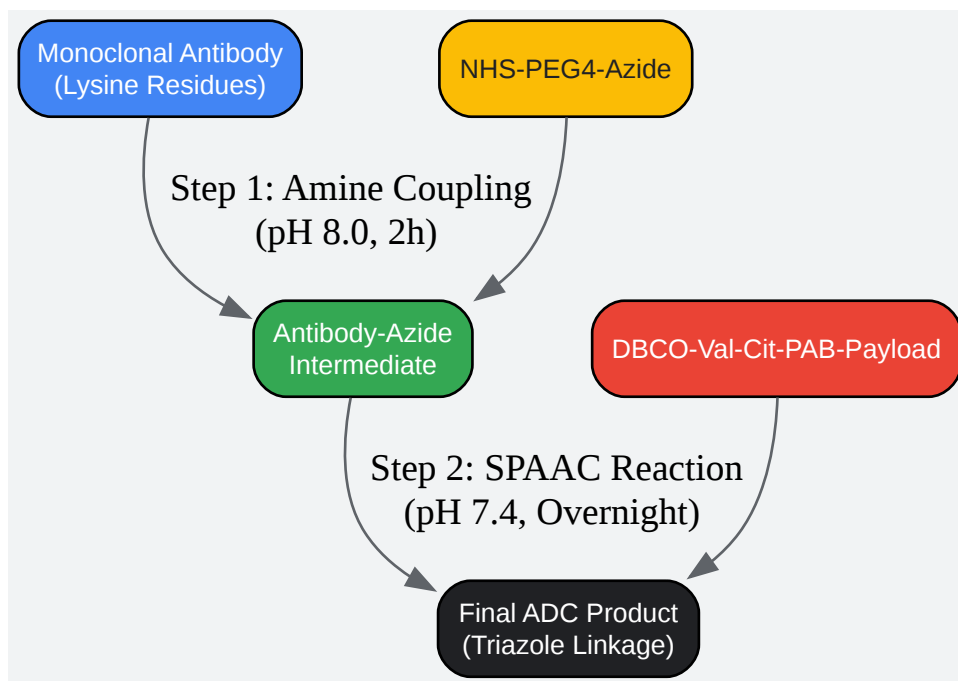 Monoclonal Antibody
(Lysine Residues)
NHS-PEG4-Azide
Step 1: Amine Coupling
(pH 8.0, 2h)
Antibody-Azide
Intermediate
DBCO-Val-Cit-PAB-Payload
Step 2: SPAAC Reaction
(pH 7.4, Overnight)
Final ADC Product
(Triazole Linkage)